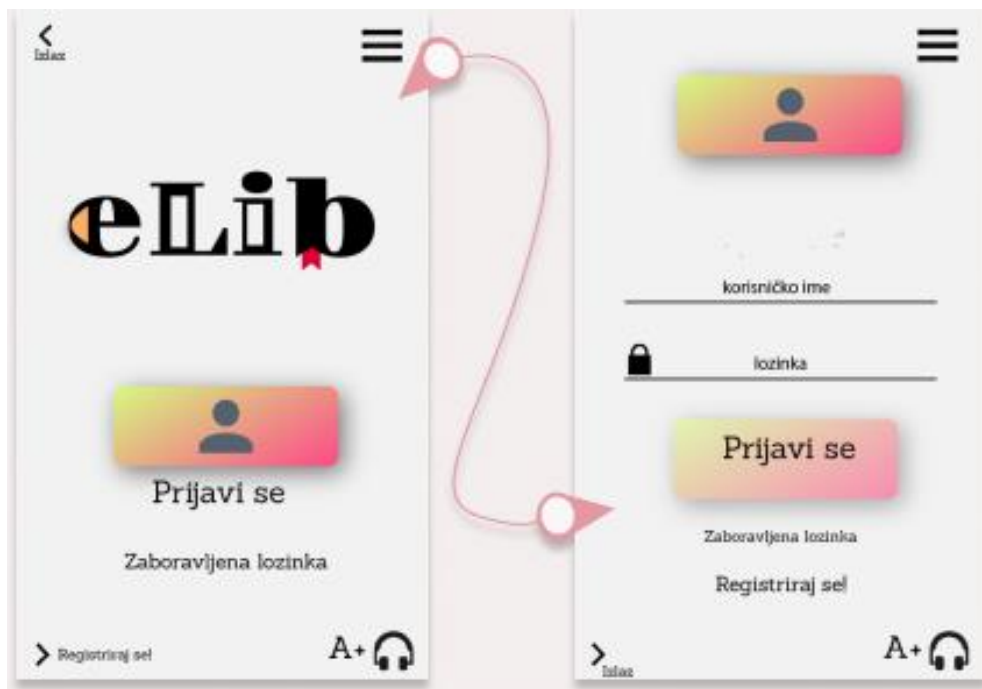 Izlaz
eLib
Prijavi se
Zaboravljena lozinka
Registriraj se!
A+
korisničko ime
lozinka
Prijavi se
Zaboravljena lozinka
Registriraj se!
Izlaz
A+